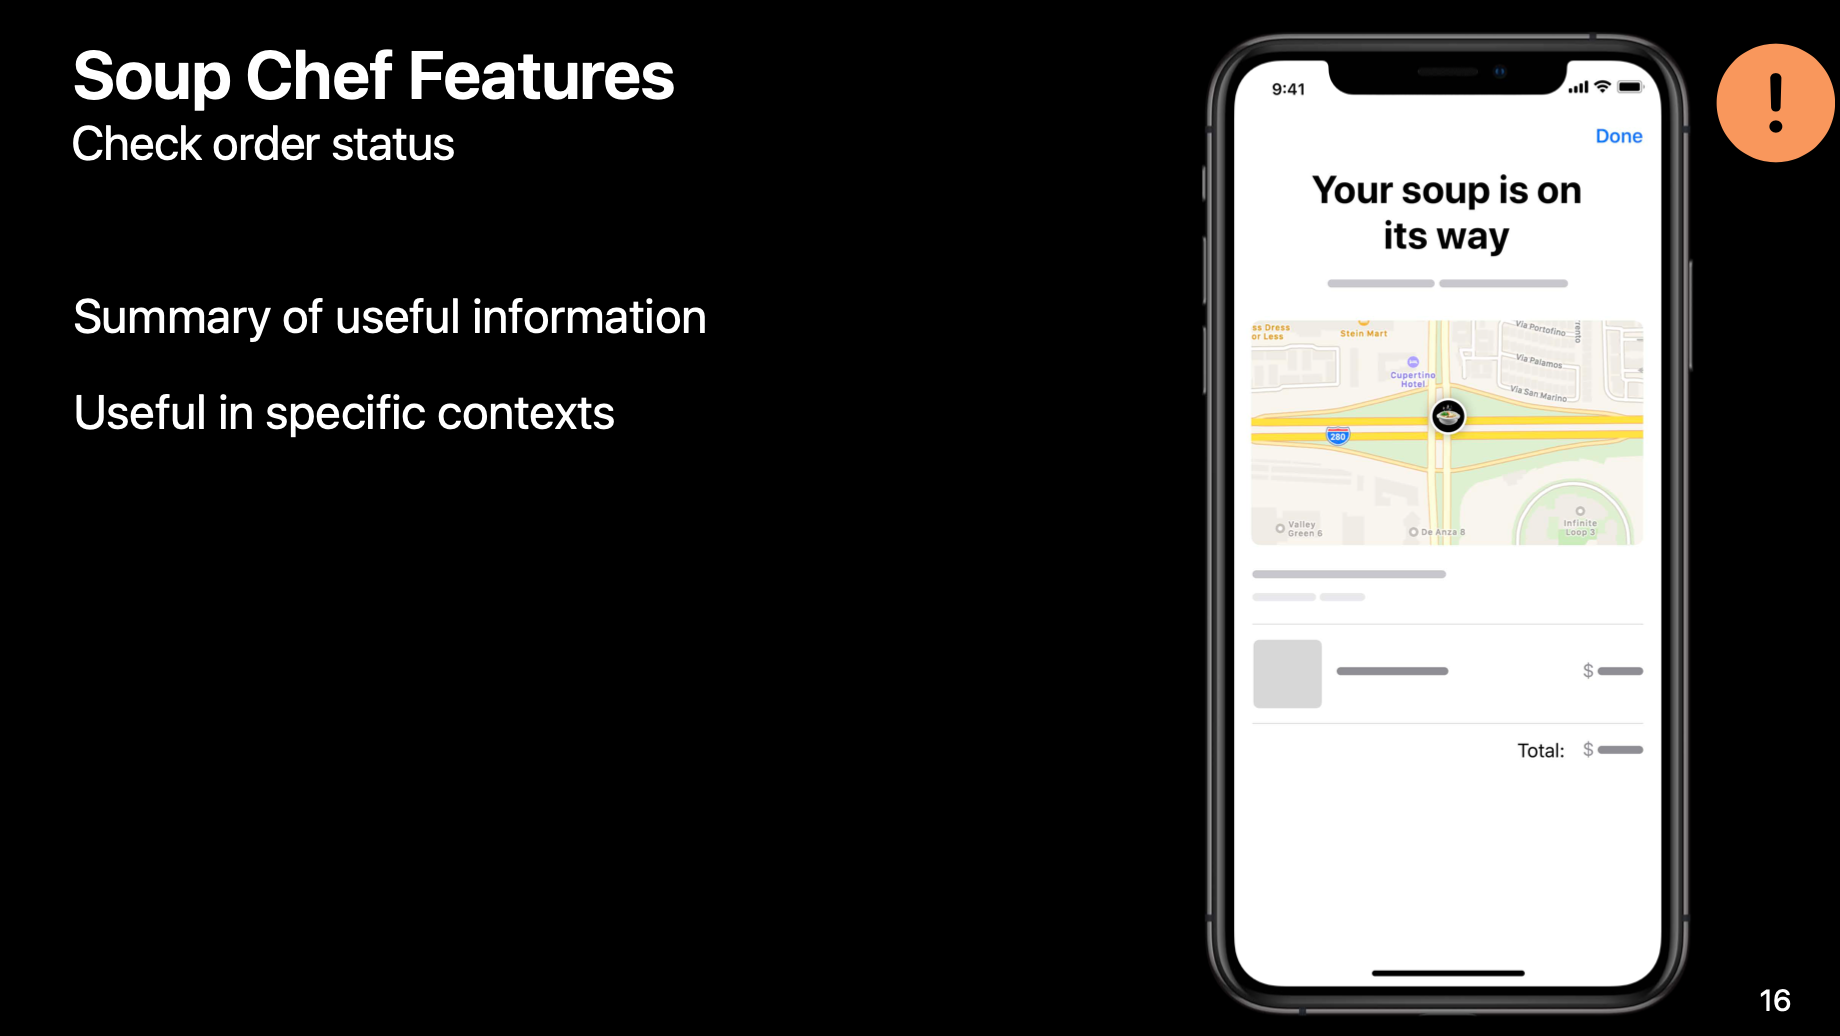 Soup Chef Features
Check order status
Summary of useful information
Useful in specific contexts
9:41
Done
Your soup is on
its way
ss Dress
or Less
Stein Mart
Via Portofino
rrento
Cupertino
Hotel
Via Palamos
Via San Marino
280
Valley
Green 6
De Anza 8
Infinite
Loop 3
$
Total: $
!
16